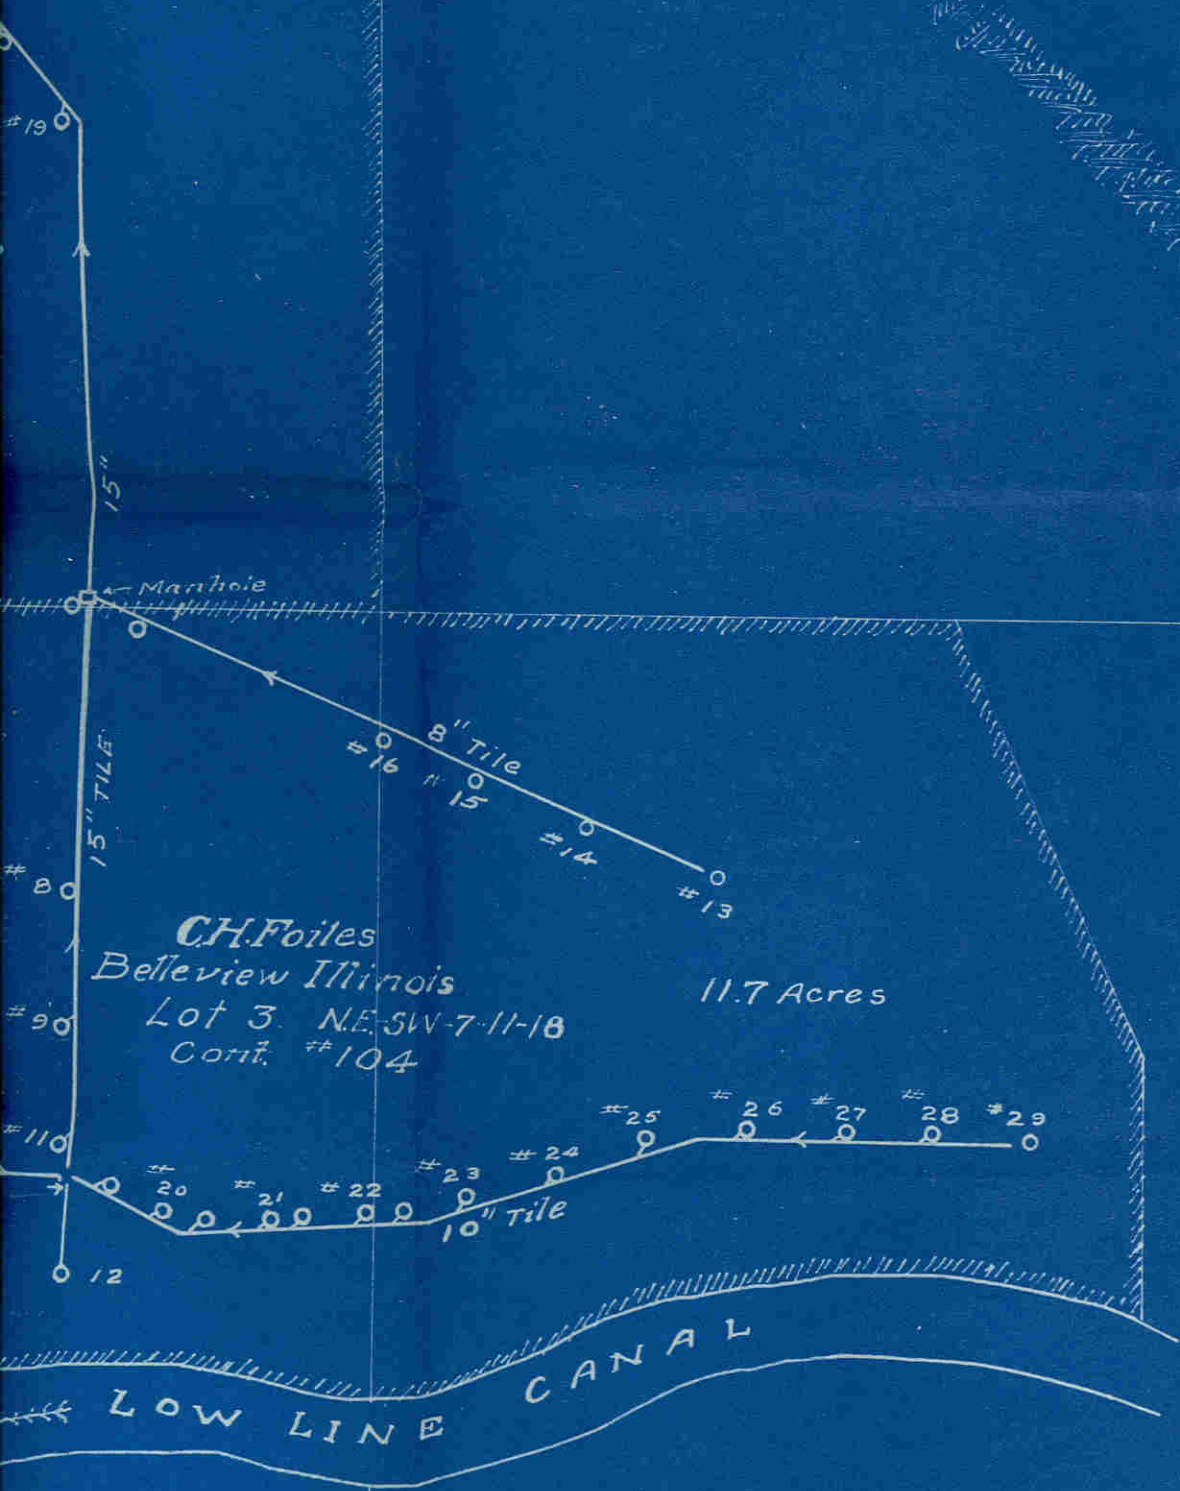 #19
15"
Manhole
15" TILE
8" Tile
#16
# 15
#14
#13
# 8
#9
C.H.Foiles
Belleview Illinois
Lot 3. N.E-SW-7-11-18
Cont. #104
11.7 Acres
#11
# 20
# 21
# 22
# 23
# 24
#25
# 26
# 27
# 28
#29
10" Tile
12
LOW LINE CANAL